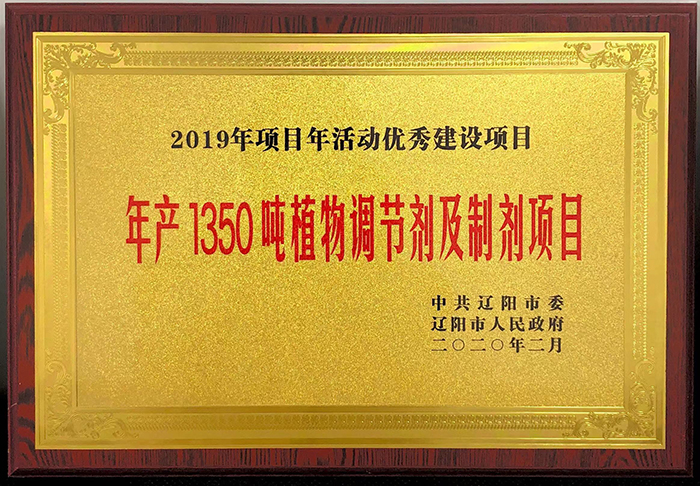 2019年项目年活动优秀建设项目
年产1350吨植物调节剂及制剂项目
中共辽阳市委
辽阳市人民政府
二〇二〇年二月